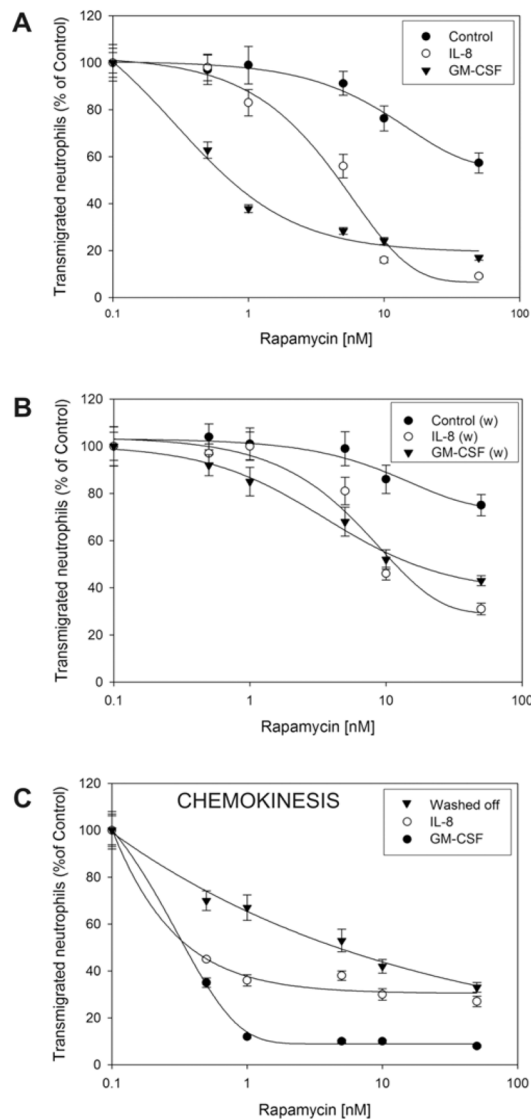 A
Transmigrated neutrophils (% of Control)
120
100
80
60
40
20
0
Control
IL-8
GM-CSF
0.1
1
10
100
Rapamycin [nM]
B
Transmigrated neutrophils (% of Control)
120
100
80
60
40
20
0
Control (w)
IL-8 (w)
GM-CSF (w)
0.1
1
10
100
Rapamycin [nM]
C
Transmigrated neutrophils (%of Control)
120
100
80
60
40
20
0
CHEMOKINESIS
Washed off
IL-8
GM-CSF
0.1
1
10
100
Rapamycin [nM]